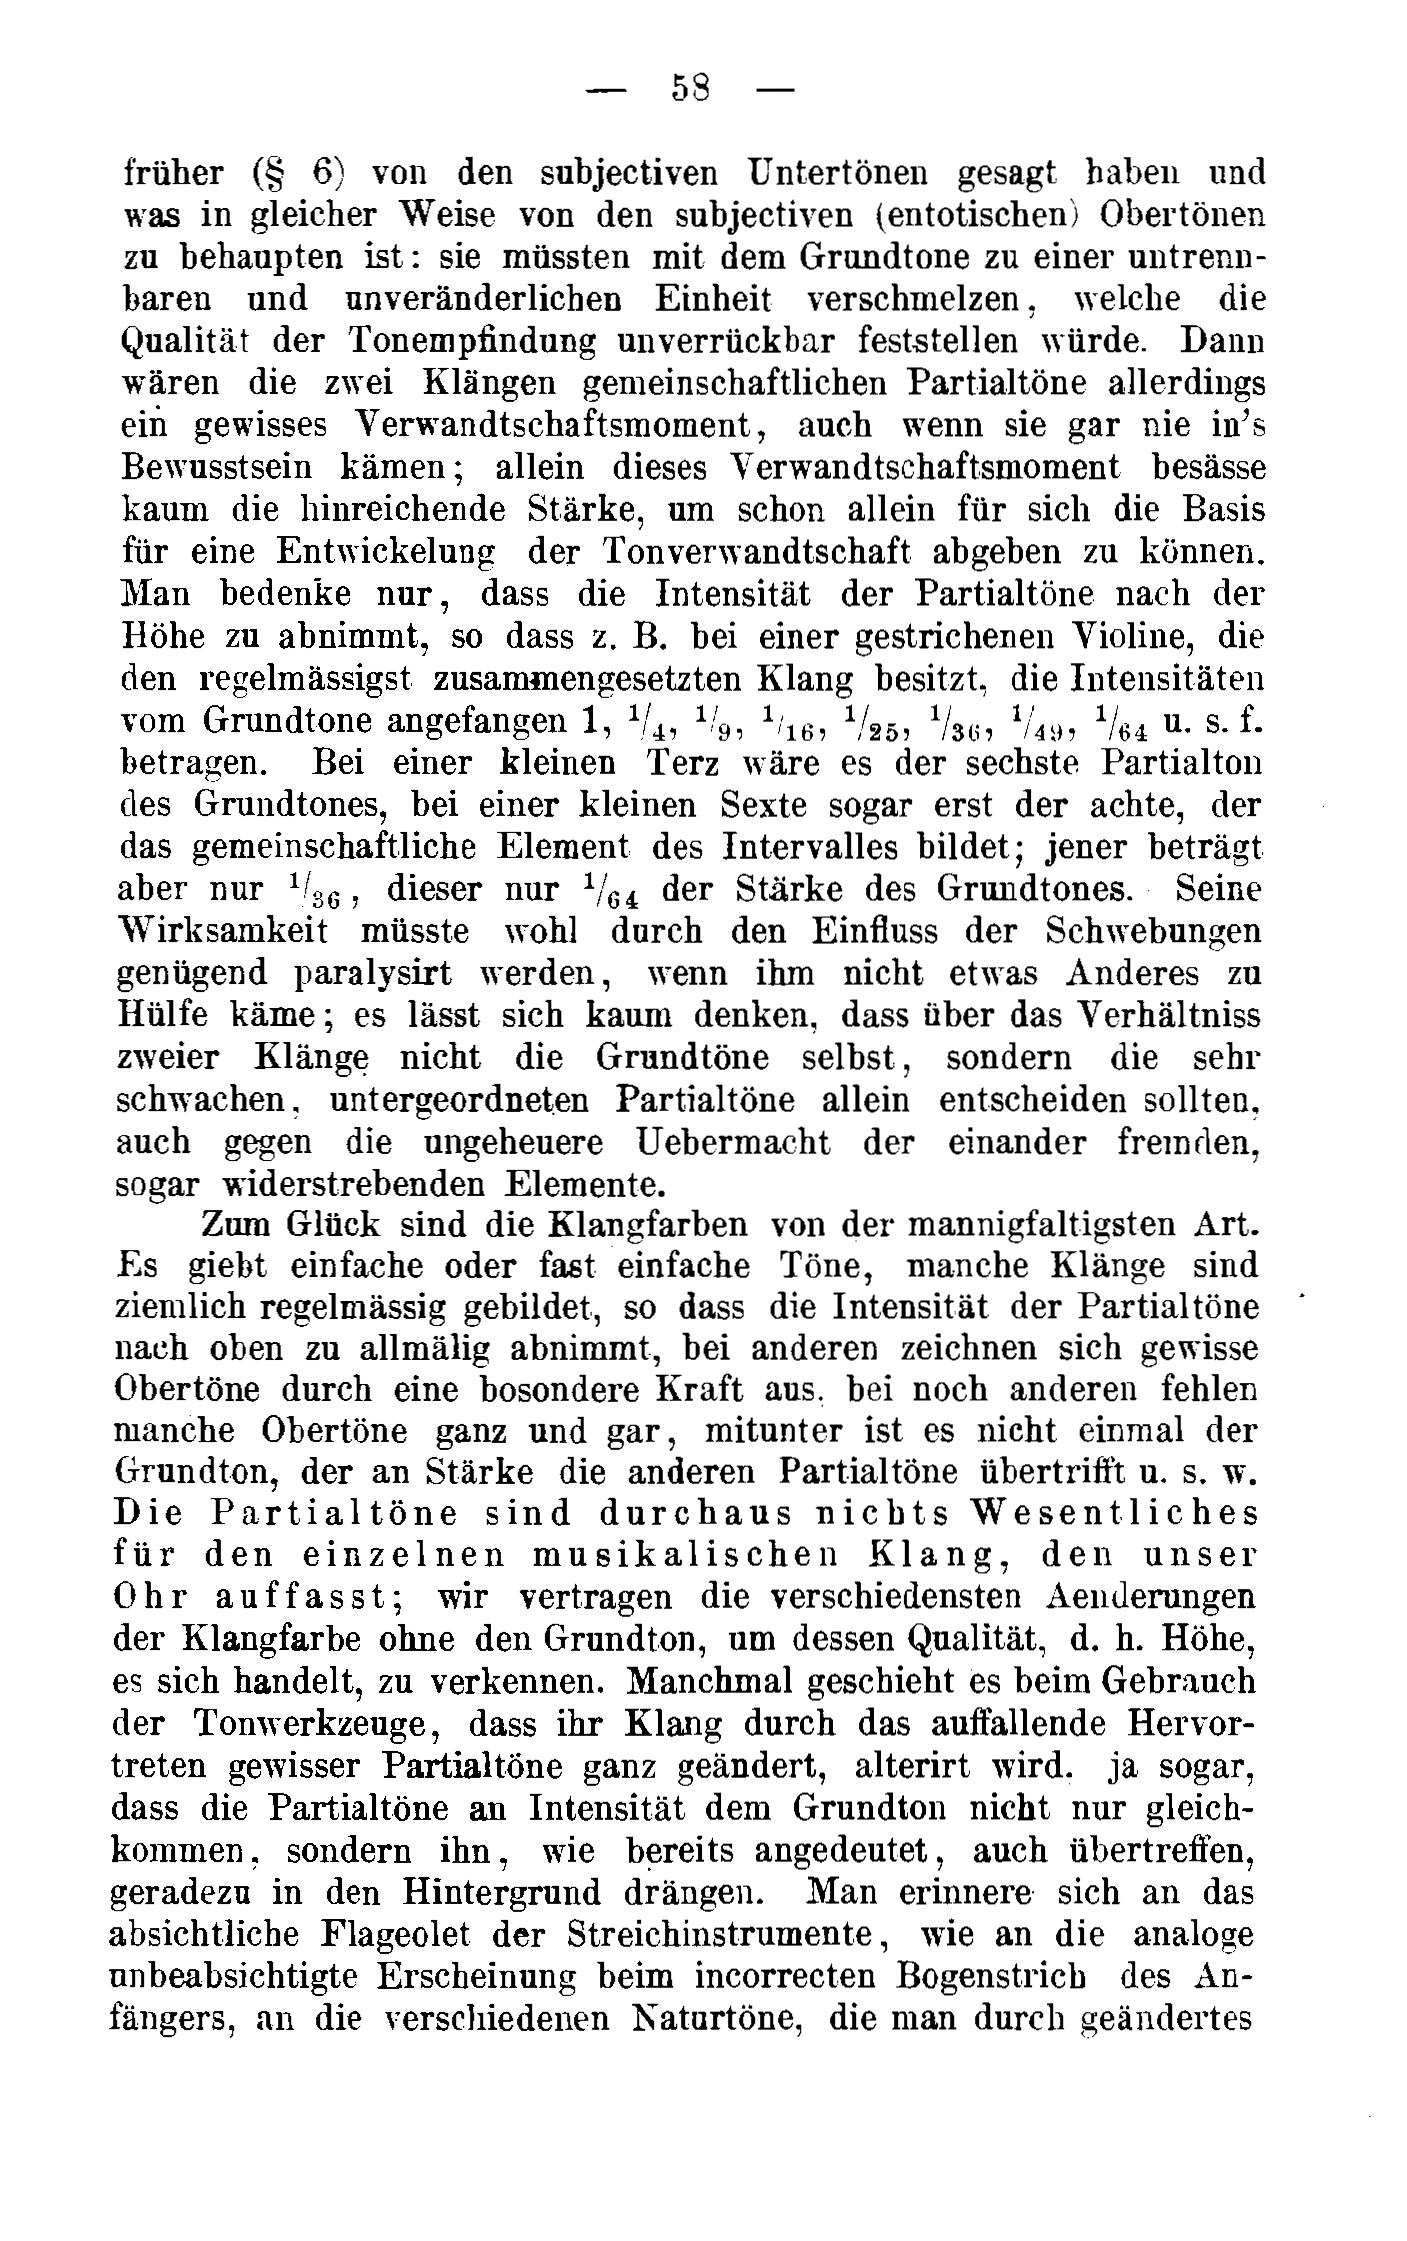 — 58 —
früher (§ 6) von den subjectiven Untertönen gesagt haben und
was in gleicher Weise von den subjectiven (entotischen) Obertönen
zu behaupten ist: sie müssten mit dem Grundtone zu einer untrenn-
baren und unveränderlichen Einheit verschmelzen, welche die
Qualität der Tonempfindung unverrückbar feststellen würde. Dann
wären die zwei Klängen gemeinschaftlichen Partialtöne allerdings
ein gewisses Verwandtschaftsmoment, auch wenn sie gar nie in's
Bewusstsein kämen; allein dieses Verwandtschaftsmoment besässe
kaum die hinreichende Stärke, um schon allein für sich die Basis
für eine Entwickelung der Tonverwandtschaft abgeben zu können.
Man bedenke nur, dass die Intensität der Partialtöne nach der
Höhe zu abnimmt, so dass z. B. bei einer gestrichenen Violine, die
den regelmässigst zusammengesetzten Klang besitzt, die Intensitäten
vom Grundtone angefangen 1, 1/4, 1/9, 1/16, 1/25, 1/36, 1/49, 1/64 u. s. f.
betragen. Bei einer kleinen Terz wäre es der sechste Partialton
des Grundtones, bei einer kleinen Sexte sogar erst der achte, der
das gemeinschaftliche Element des Intervalles bildet; jener beträgt
aber nur 1/36, dieser nur 1/64 der Stärke des Grundtones. Seine
Wirksamkeit müsste wohl durch den Einfluss der Schwebungen
genügend paralysirt werden, wenn ihm nicht etwas Anderes zu
Hülfe käme; es lässt sich kaum denken, dass über das Verhältniss
zweier Klänge nicht die Grundtöne selbst, sondern die sehr
schwachen, untergeordneten Partialtöne allein entscheiden sollten,
auch gegen die ungeheuere Uebermacht der einander fremden,
sogar widerstrebenden Elemente.
Zum Glück sind die Klangfarben von der mannigfaltigsten Art.
Es giebt einfache oder fast einfache Töne, manche Klänge sind
ziemlich regelmässig gebildet, so dass die Intensität der Partialtöne
nach oben zu allmälig abnimmt, bei anderen zeichnen sich gewisse
Obertöne durch eine bosondere Kraft aus, bei noch anderen fehlen
manche Obertöne ganz und gar, mitunter ist es nicht einmal der
Grundton, der an Stärke die anderen Partialtöne übertrifft u. s. w.
Die Partialtöne sind durchaus nichts Wesentliches
für den einzelnen musikalischen Klang, den unser
Ohr auffasst; wir vertragen die verschiedensten Aenderungen
der Klangfarbe ohne den Grundton, um dessen Qualität, d. h. Höhe,
es sich handelt, zu verkennen. Manchmal geschieht es beim Gebrauch
der Tonwerkzeuge, dass ihr Klang durch das auffallende Hervor-
treten gewisser Partialtöne ganz geändert, alterirt wird, ja sogar,
dass die Partialtöne an Intensität dem Grundton nicht nur gleich-
kommen, sondern ihn, wie bereits angedeutet, auch übertreffen,
geradezu in den Hintergrund drängen. Man erinnere sich an das
absichtliche Flageolet der Streichinstrumente, wie an die analoge
unbeabsichtigte Erscheinung beim incorrecten Bogenstrich des An-
fängers, an die verschiedenen Naturtöne, die man durch geändertes